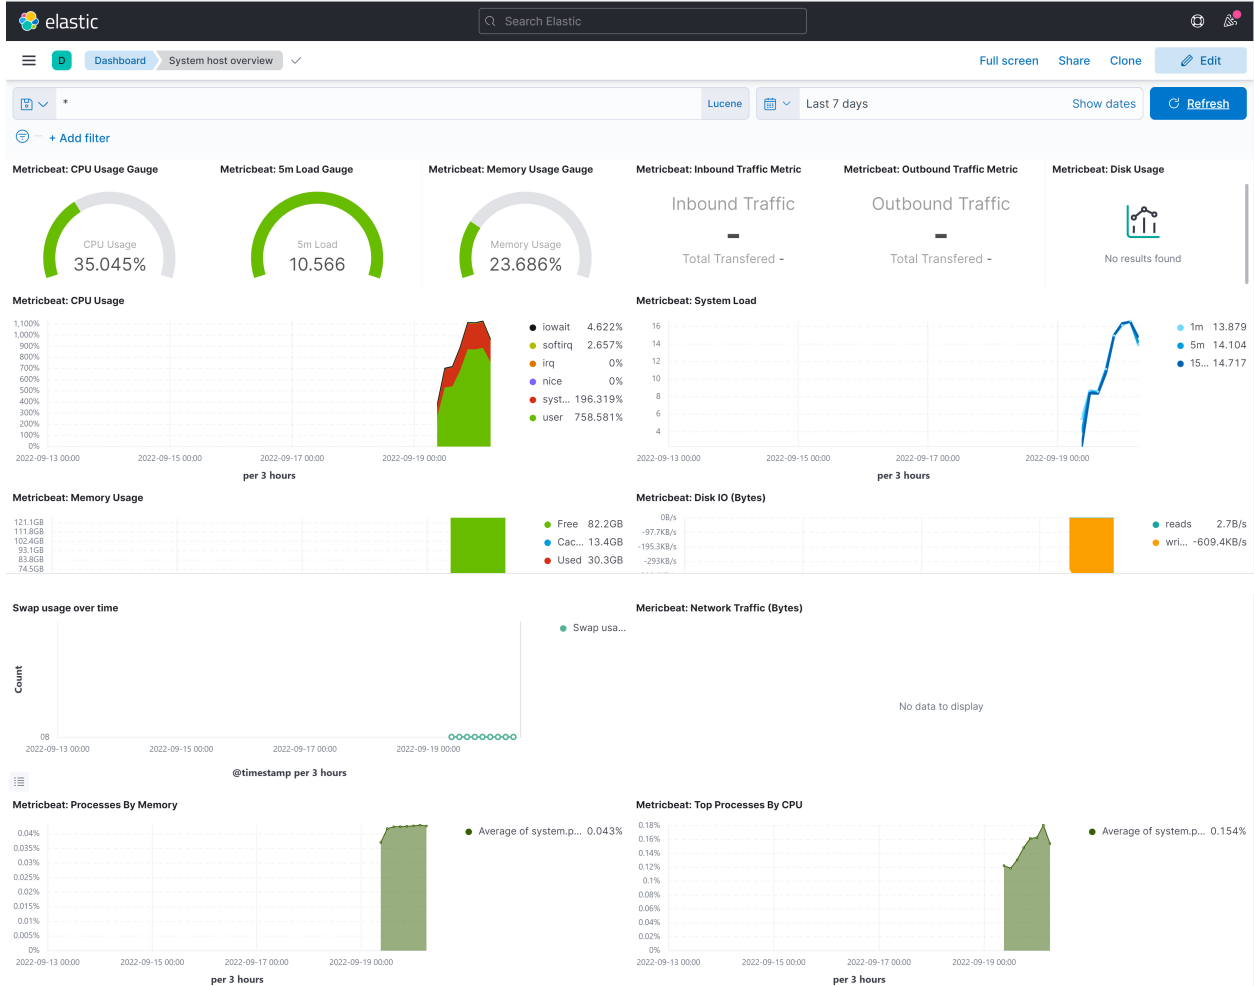 elastic
Search Elastic
D
Dashboard
System host overview
Full screen
Share
Clone
Edit
*
Lucene
Last 7 days
Show dates
Refresh
+ Add filter
Metricbeat: CPU Usage Gauge
CPU Usage
35.045%
Metricbeat: 5m Load Gauge
5m Load
10.566
Metricbeat: Memory Usage Gauge
Memory Usage
23.686%
Metricbeat: Inbound Traffic Metric
Inbound Traffic
-
Total Transfered -
Metricbeat: Outbound Traffic Metric
Outbound Traffic
-
Total Transfered -
Metricbeat: Disk Usage
No results found
Metricbeat: CPU Usage
1,100%
1,000%
900%
800%
700%
600%
500%
400%
300%
200%
100%
0%
2022-09-13 00:00
2022-09-15 00:00
2022-09-17 00:00
2022-09-19 00:00
per 3 hours
iowait 4.622%
softirq 2.657%
irq 0%
nice 0%
syst... 196.319%
user 758.581%
Metricbeat: System Load
16
14
12
10
8
6
4
2022-09-13 00:00
2022-09-15 00:00
2022-09-17 00:00
2022-09-19 00:00
per 3 hours
1m 13.879
5m 14.104
15... 14.717
Metricbeat: Memory Usage
121.1GB
111.8GB
102.4GB
93.1GB
83.8GB
74.5GB
Free 82.2GB
Cac... 13.4GB
Used 30.3GB
Metricbeat: Disk IO (Bytes)
0B/s
-97.7KB/s
-195.3KB/s
-293KB/s
reads 2.7B/s
wri... -609.4KB/s
Swap usage over time
Count
0B
2022-09-13 00:00
2022-09-15 00:00
2022-09-17 00:00
2022-09-19 00:00
@timestamp per 3 hours
Swap usa...
Mericbeat: Network Traffic (Bytes)
No data to display
Metricbeat: Processes By Memory
0.04%
0.035%
0.03%
0.025%
0.02%
0.015%
0.01%
0.005%
0%
2022-09-13 00:00
2022-09-15 00:00
2022-09-17 00:00
2022-09-19 00:00
per 3 hours
Average of system.p... 0.043%
Metricbeat: Top Processes By CPU
0.18%
0.16%
0.14%
0.12%
0.1%
0.08%
0.06%
0.04%
0.02%
0%
2022-09-13 00:00
2022-09-15 00:00
2022-09-17 00:00
2022-09-19 00:00
per 3 hours
Average of system.p... 0.154%